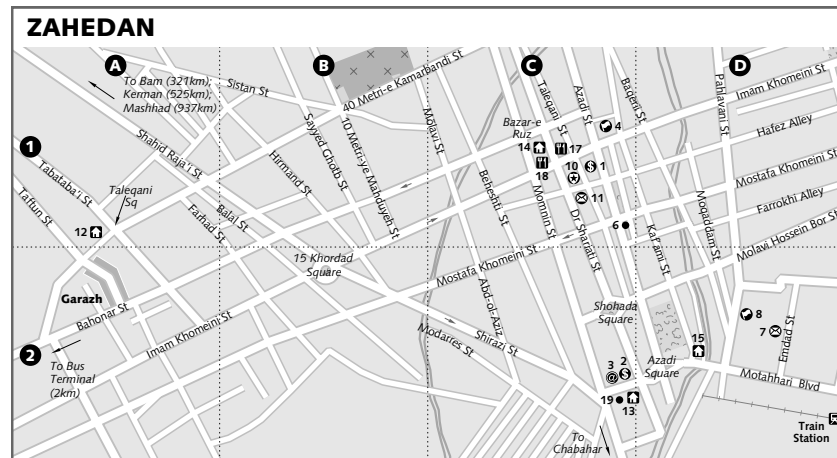 ZAHEDAN
A
B
C
D
1
2
To Bam (321km);
Kerman (525km);
Mashhad (937km)
Sistan St
40 Metri-e Kamarbandi St
Imam Khomeini St
Hafez Alley
Mostafa Khomeini St
Farrokhi Alley
Molavi Hossein Bor St
Pahlavani St
Baqeri St
Azadi St
Taleqani St
Bazar-e
Ruz
Molavi St
10 Metri-ye Mahduyeh St
Sayyed Ghotb St
Hirmand St
Shahid Raja'i St
Tabataba'i St
Taftun St
Taleqani
Sq
Balal St
Farhad St
Beheshti St
Momnin St
Dr Shariati St
Kaf'ami St
Moqaddam St
15 Khordad
Square
Mostafa Khomeini St
Abd-ol-Aziz
Shohada
Square
Garazh
Bahonar St
Imam Khomeini St
Modarres St
Shirazi St
Azadi
Square
Emdad St
Motahhari Blvd
To Bus
Terminal
(2km)
To
Chabahar
Train
Station
4
14
17
18
10
1
11
6
12
8
7
15
3
2
19
13